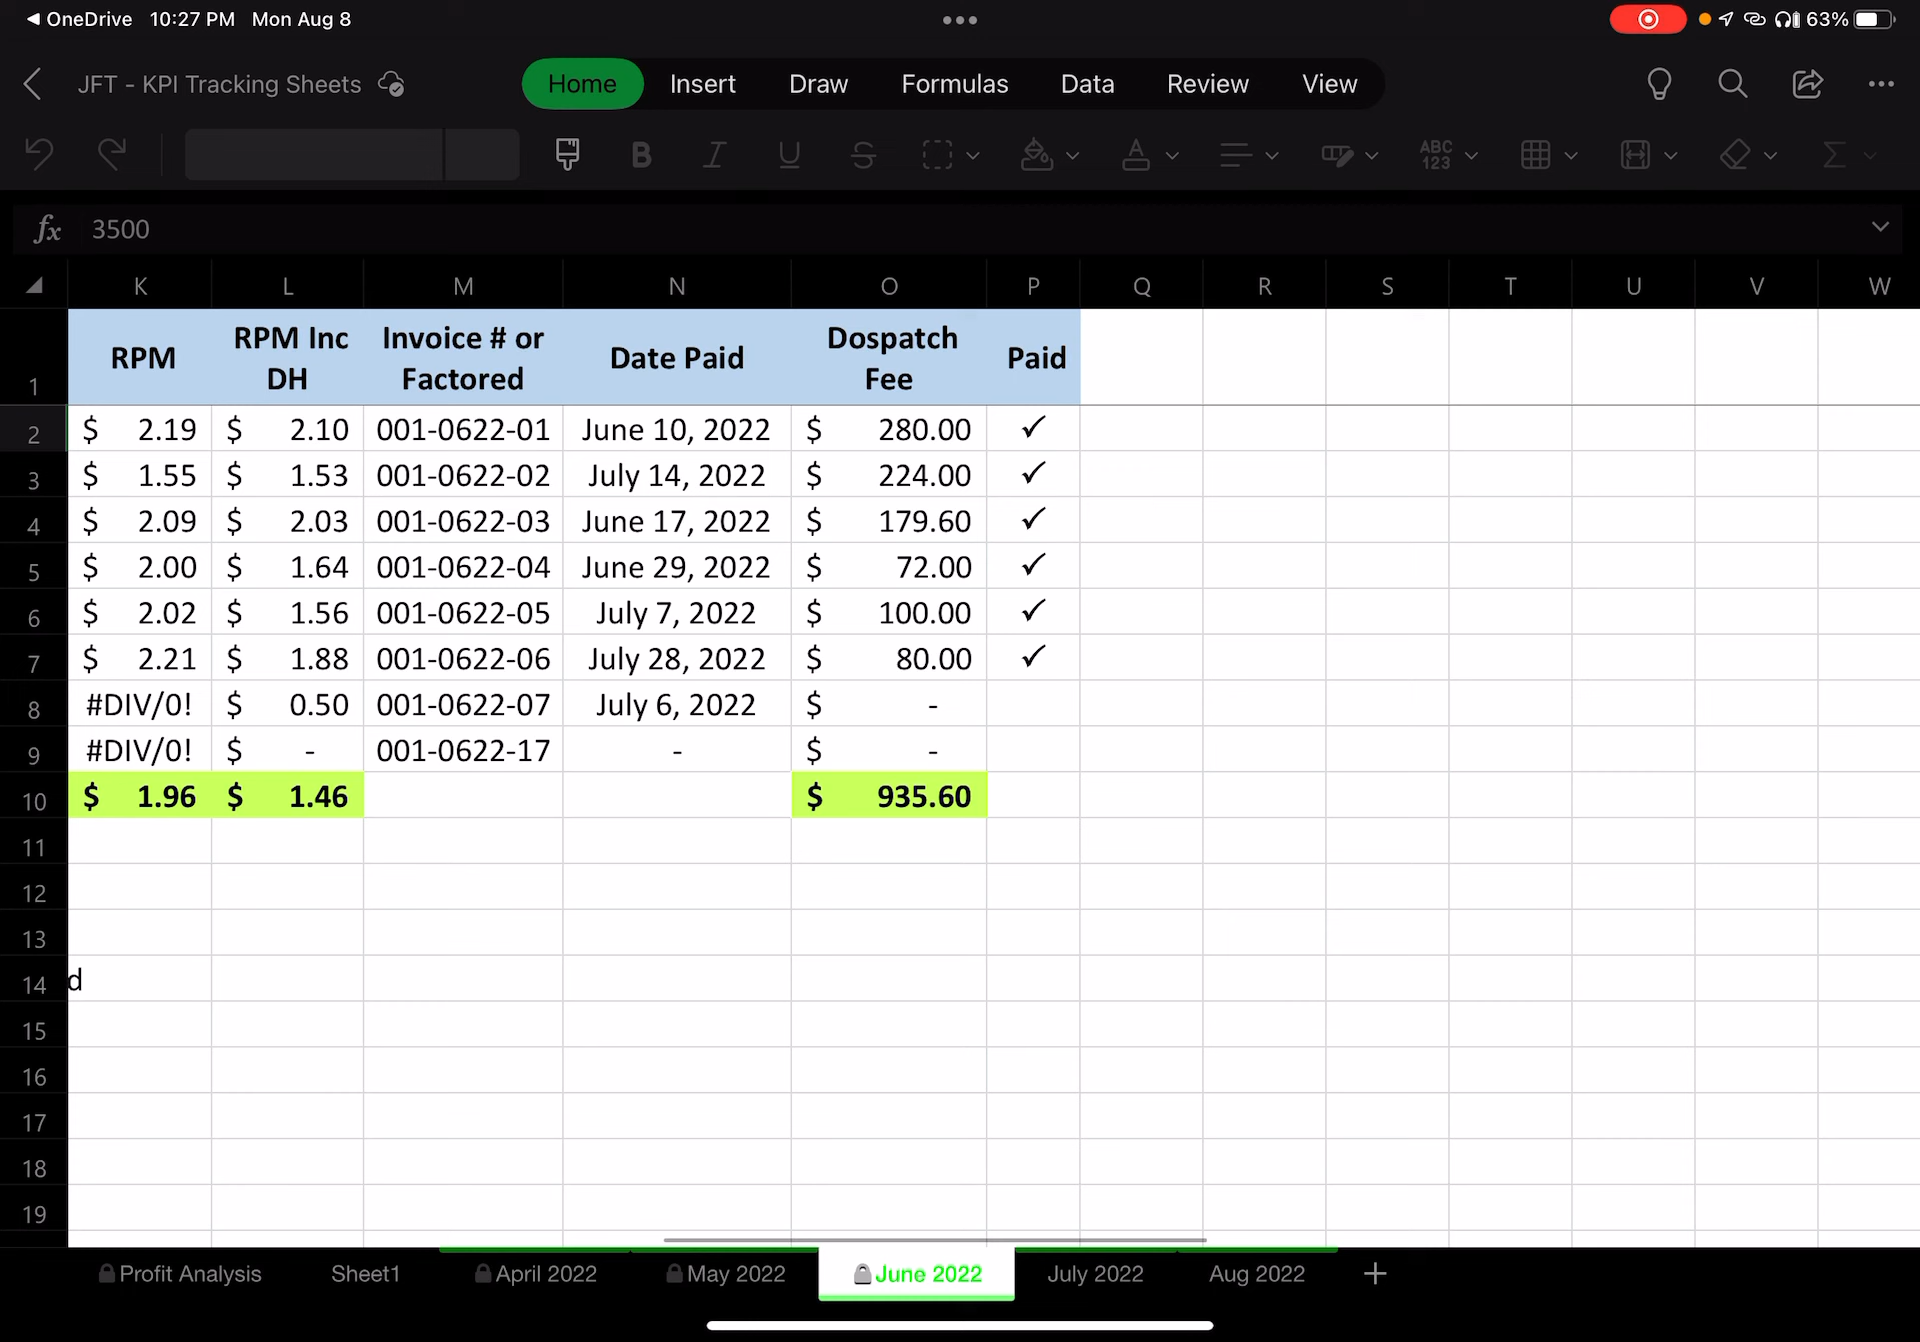 OneDrive 10:27 PM Mon Aug 8 63%
JFT - KPI Tracking Sheets Home Insert Draw Formulas Data Review View
B I U S A ABC 123 Σ
fx 3500
K L M N O P Q R S T U V W
1 RPM RPM Inc DH Invoice # or Factored Date Paid Dospatch Fee Paid
2 $ 2.19 $ 2.10 001-0622-01 June 10, 2022 $ 280.00 ✓
3 $ 1.55 $ 1.53 001-0622-02 July 14, 2022 $ 224.00 ✓
4 $ 2.09 $ 2.03 001-0622-03 June 17, 2022 $ 179.60 ✓
5 $ 2.00 $ 1.64 001-0622-04 June 29, 2022 $ 72.00 ✓
6 $ 2.02 $ 1.56 001-0622-05 July 7, 2022 $ 100.00 ✓
7 $ 2.21 $ 1.88 001-0622-06 July 28, 2022 $ 80.00 ✓
8 #DIV/0! $ 0.50 001-0622-07 July 6, 2022 $ -
9 #DIV/0! $ - 001-0622-17 - $ -
10 $ 1.96 $ 1.46 $ 935.60
11
12
13
14 d
15
16
17
18
19
Profit Analysis Sheet1 April 2022 May 2022 June 2022 July 2022 Aug 2022 +